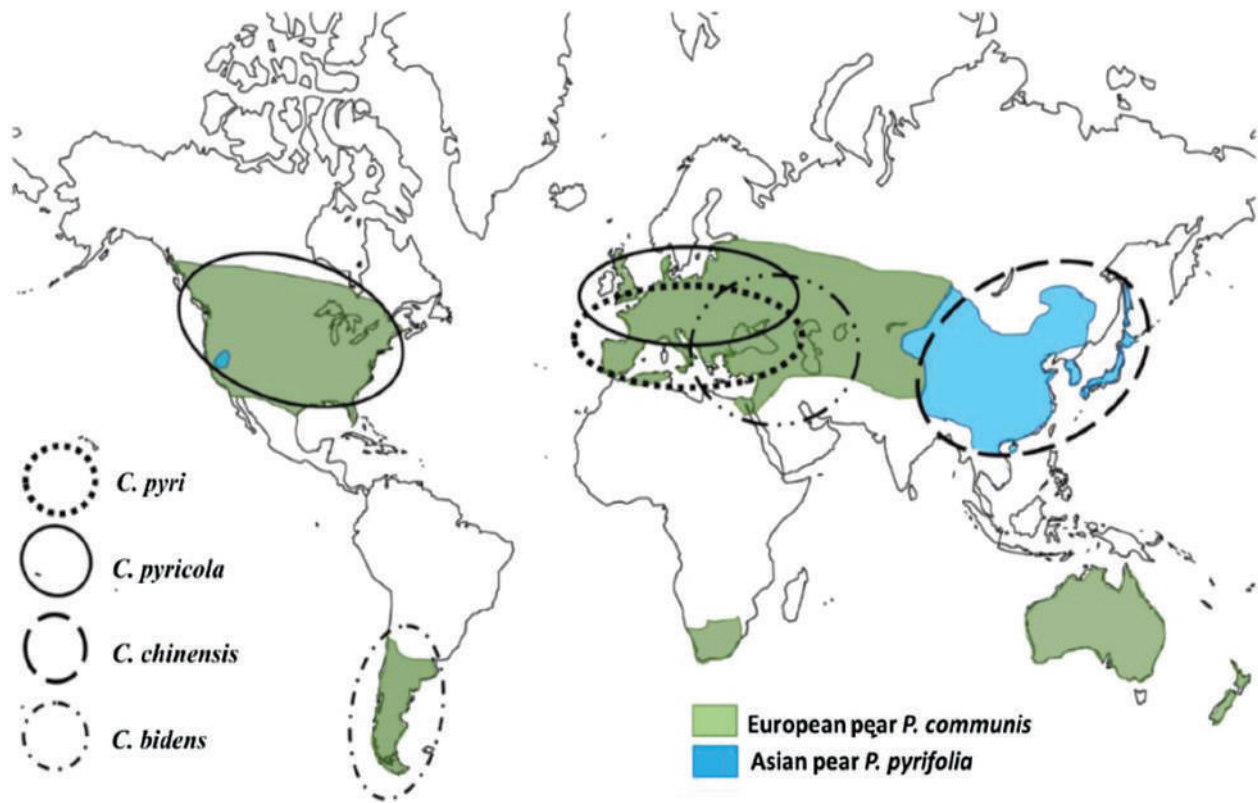 C. pyri
C. pyricola
C. chinensis
C. bidens
European pear P. communis
Asian pear P. pyrifolia